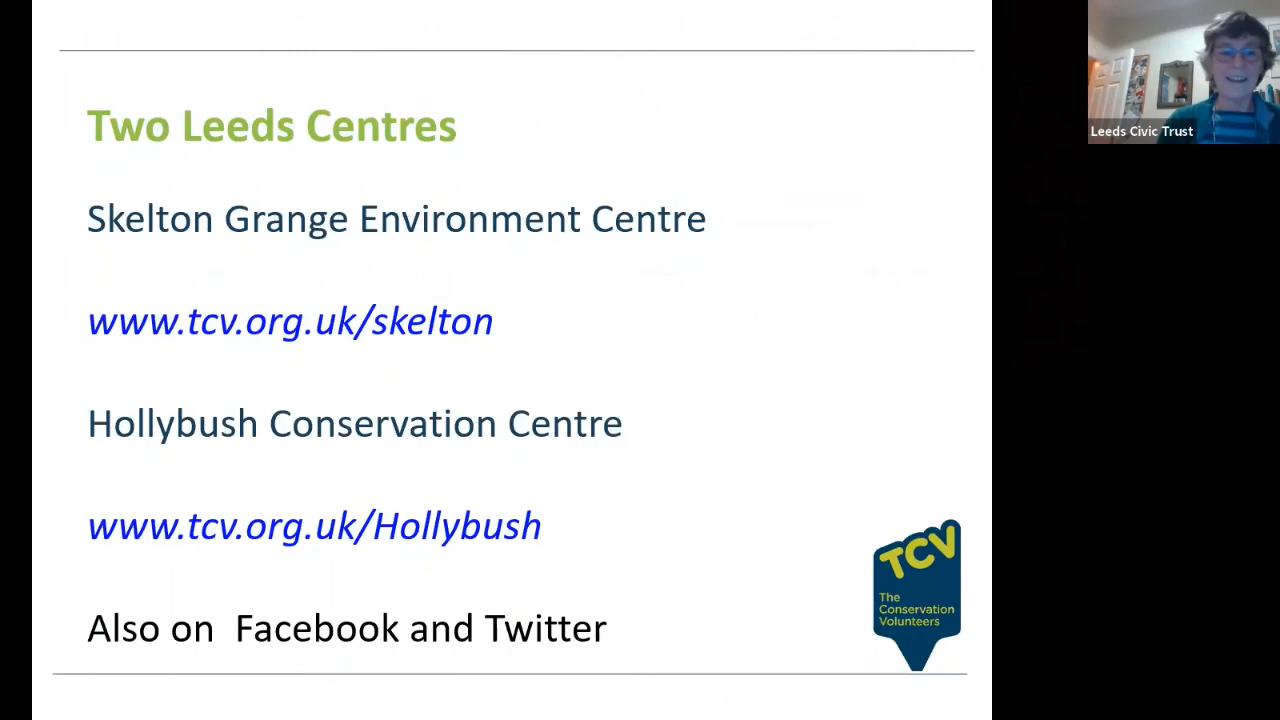 Two Leeds Centres
Skelton Grange Environment Centre
www.tcv.org.uk/skelton
Hollybush Conservation Centre
www.tcv.org.uk/Hollybush
Also on  Facebook and Twitter
TCV
The
Conservation
Volunteers
Leeds Civic Trust